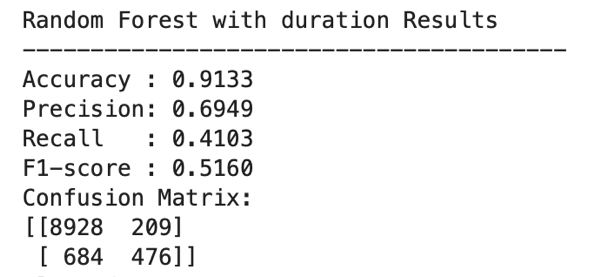 Random Forest with duration Results
----------------------------------------
Accuracy : 0.9133
Precision: 0.6949
Recall   : 0.4103
F1-score : 0.5160
Confusion Matrix:
[[8928  209]
 [ 684  476]]